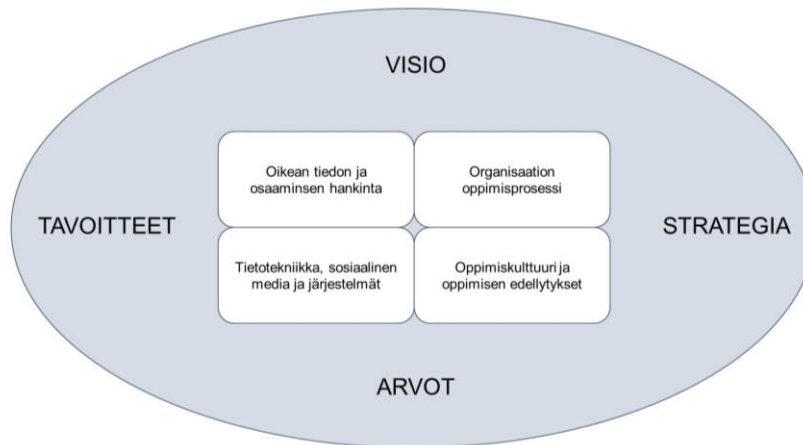 VISIO
Oikean tiedon ja
osaaminsen hankinta
Organisaation
oppimisprosessi
TAVOITTEET
STRATEGIA
Tietotekniikka, sosiaalinen
media ja järjestelmät
Oppimiskulttuuri ja
oppimisen edellytykset
ARVOT